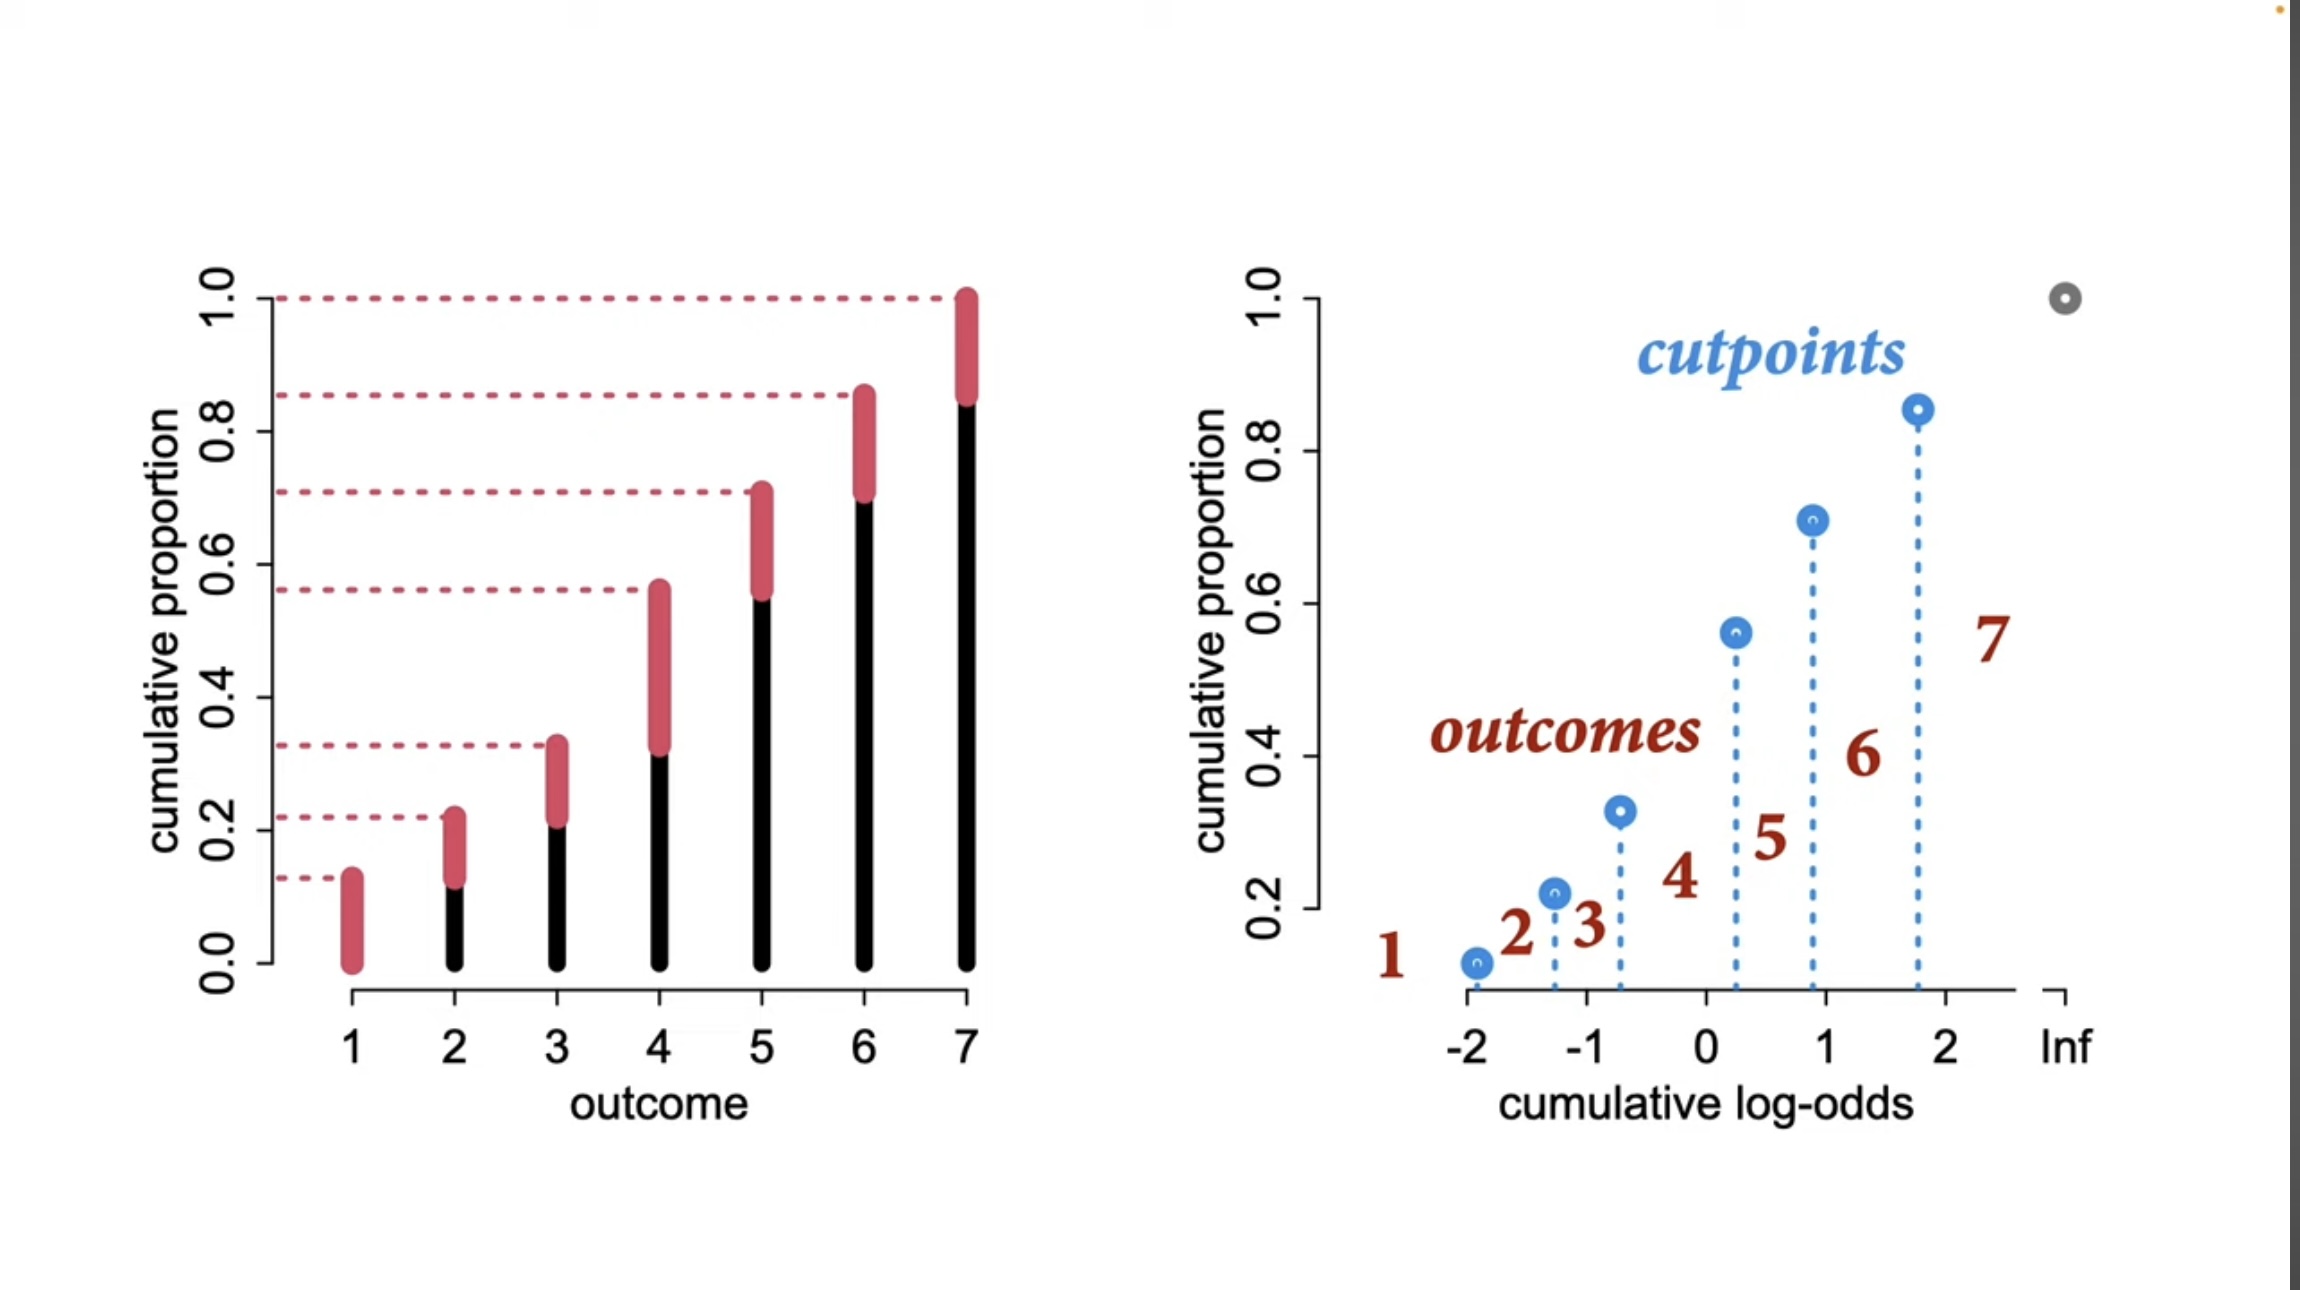 cumulative proportion
1.0
0.8
0.6
0.4
0.2
0.0
1 2 3 4 5 6 7
outcome
cumulative proportion
1.0
0.8
0.6
0.4
0.2
cutpoints
outcomes
1
2
3
4
5
6
7
-2 -1 0 1 2 Inf
cumulative log-odds